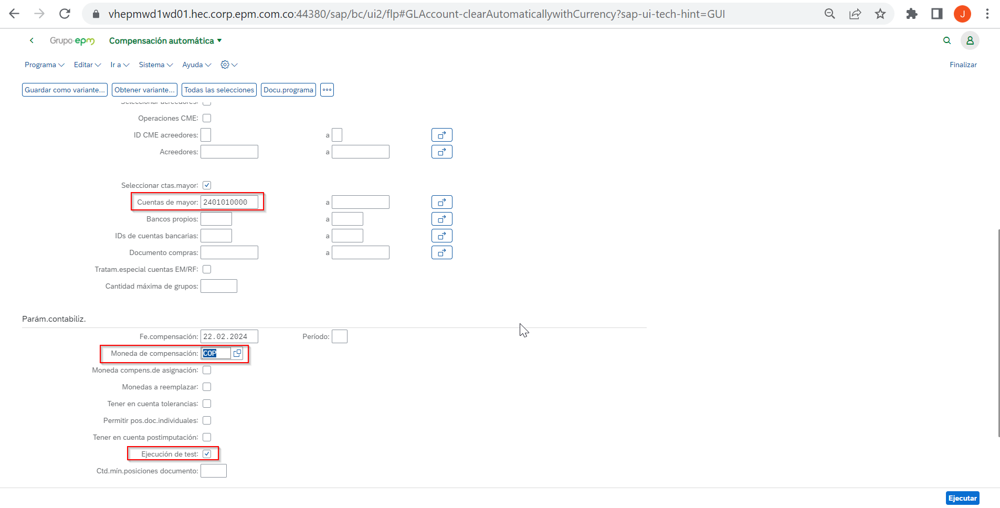 vhepmwd1wd01.hec.corp.epm.com.co:44380/sap/bc/ui2/flp#GLAccount-clearAutomaticallywithCurrency?sap-ui-tech-hint=GUI
J
Grupo·epm
Compensación automática
Programa Editar Ir a Sistema Ayuda Finalizar
Guardar como variante... Obtener variante... Todas las selecciones Docu.programa
Seleccionar acreedores:
Operaciones CME:
ID CME acreedores: a
Acreedores: a
Seleccionar ctas.mayor:
Cuentas de mayor: 2401010000 a
Bancos propios: a
IDs de cuentas bancarias: a
Documento compras: a
Tratam.especial cuentas EM/RF:
Cantidad máxima de grupos:
Parám.contabiliz.
Fe.compensación: 22.02.2024 Período:
Moneda de compensación: COP
Moneda compens.de asignación:
Monedas a reemplazar:
Tener en cuenta tolerancias:
Permitir pos.doc.individuales:
Tener en cuenta postimputación:
Ejecución de test:
Ctd.mín.posiciones documento:
Ejecutar